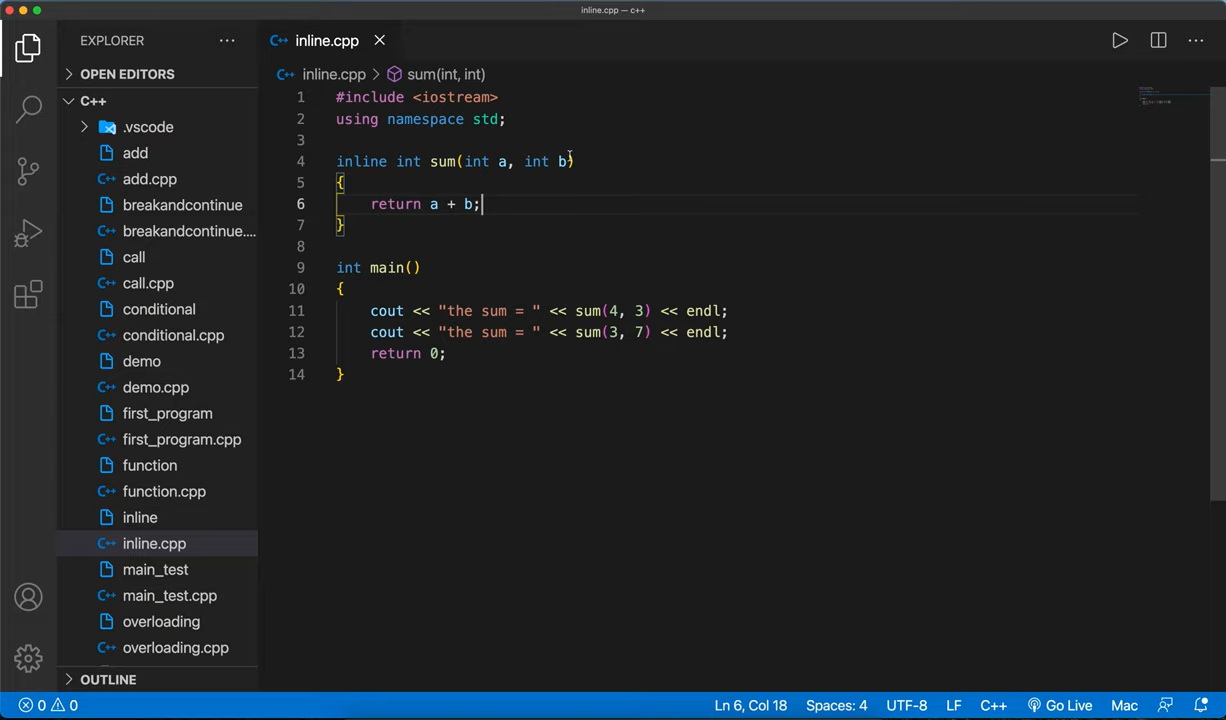 inline.cpp — c++
EXPLORER ...
OPEN EDITORS
C++
.vscode
add
add.cpp
breakandcontinue
breakandcontinue....
call
call.cpp
conditional
conditional.cpp
demo
demo.cpp
first_program
first_program.cpp
function
function.cpp
inline
inline.cpp
main_test
main_test.cpp
overloading
overloading.cpp
OUTLINE
inline.cpp
inline.cpp > sum(int, int)
1 #include <iostream>
2 using namespace std;
3
4 inline int sum(int a, int b)
5 {
6 return a + b;
7 }
8
9 int main()
10 {
11 cout << "the sum = " << sum(4, 3) << endl;
12 cout << "the sum = " << sum(3, 7) << endl;
13 return 0;
14 }
0 0 Ln 6, Col 18 Spaces: 4 UTF-8 LF C++ Go Live Mac